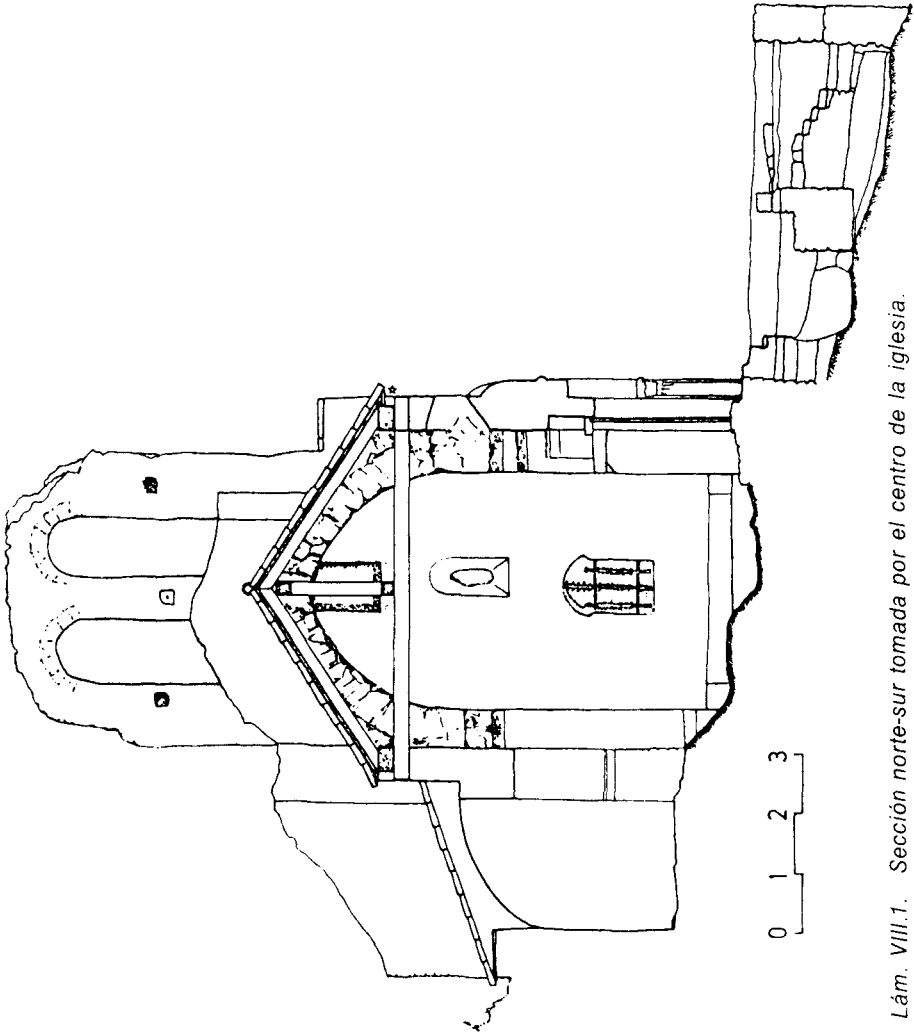 0 1 2 3
Lám. VIII.1. Sección norte-sur tomada por el centro de la iglesia.